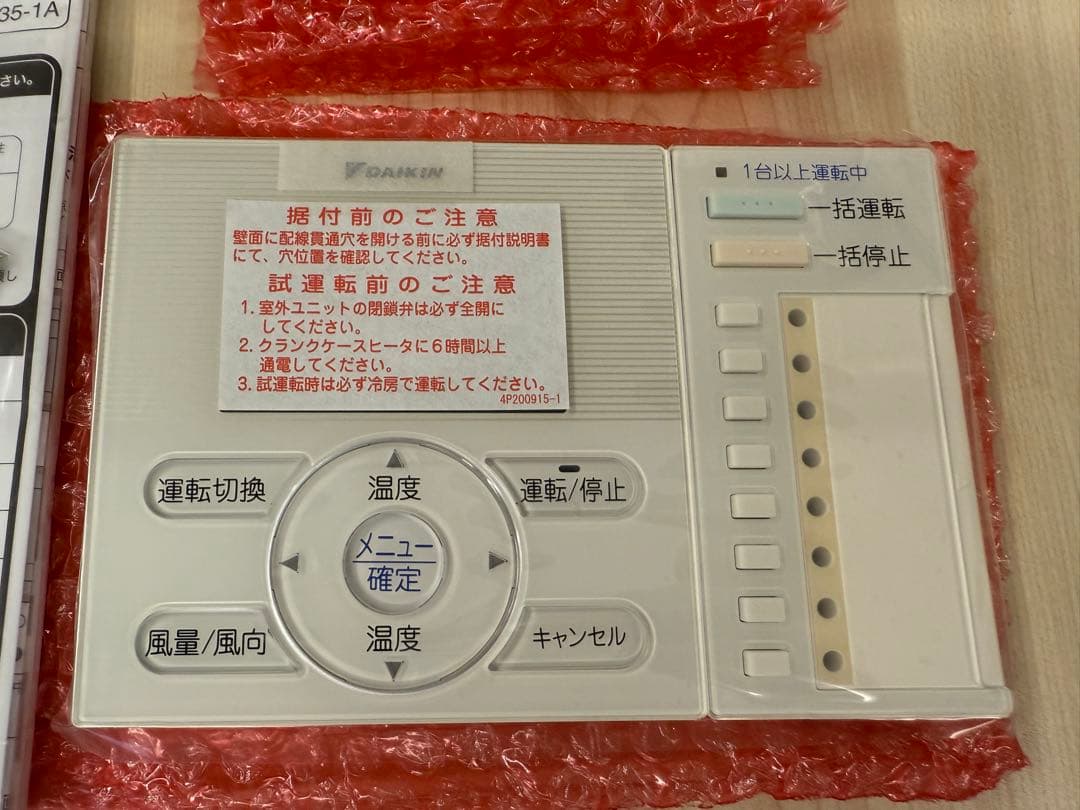 35-1A
さい。
DAIKIN
据付前のご注意
壁面に配線貫通穴を開ける前に必ず据付説明書
にて、穴位置を確認してください。
試運転前のご注意
1. 室外ユニットの閉鎖弁は必ず全開に
してください。
2. クランクケースヒータに6時間以上
通電してください。
3. 試運転時は必ず冷房で運転してください。
4P200915-1
運転切換
温度
運転/停止
メニュー
確定
風量/風向
温度
キャンセル
1台以上運転中
一括運転
一括停止